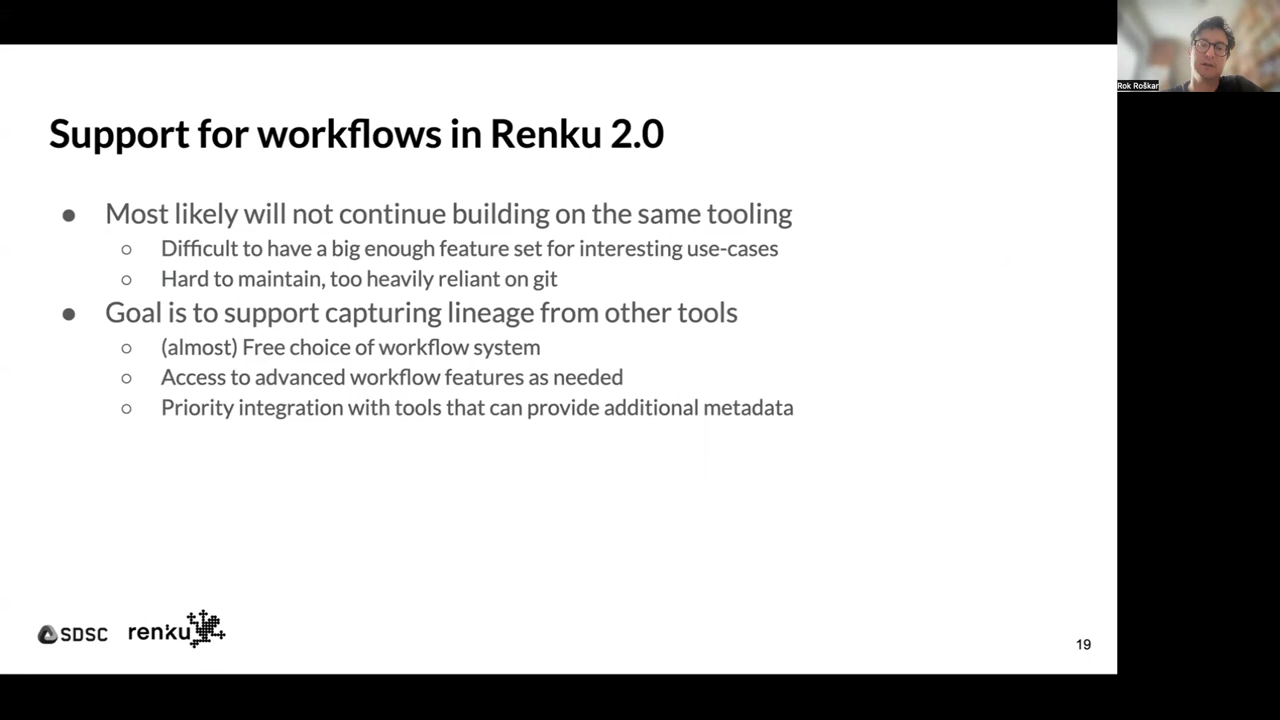 Rok Roškar
Support for workflows in Renku 2.0
● Most likely will not continue building on the same tooling
○ Difficult to have a big enough feature set for interesting use-cases
○ Hard to maintain, too heavily reliant on git
● Goal is to support capturing lineage from other tools
○ (almost) Free choice of workflow system
○ Access to advanced workflow features as needed
○ Priority integration with tools that can provide additional metadata
SDSC renku
19